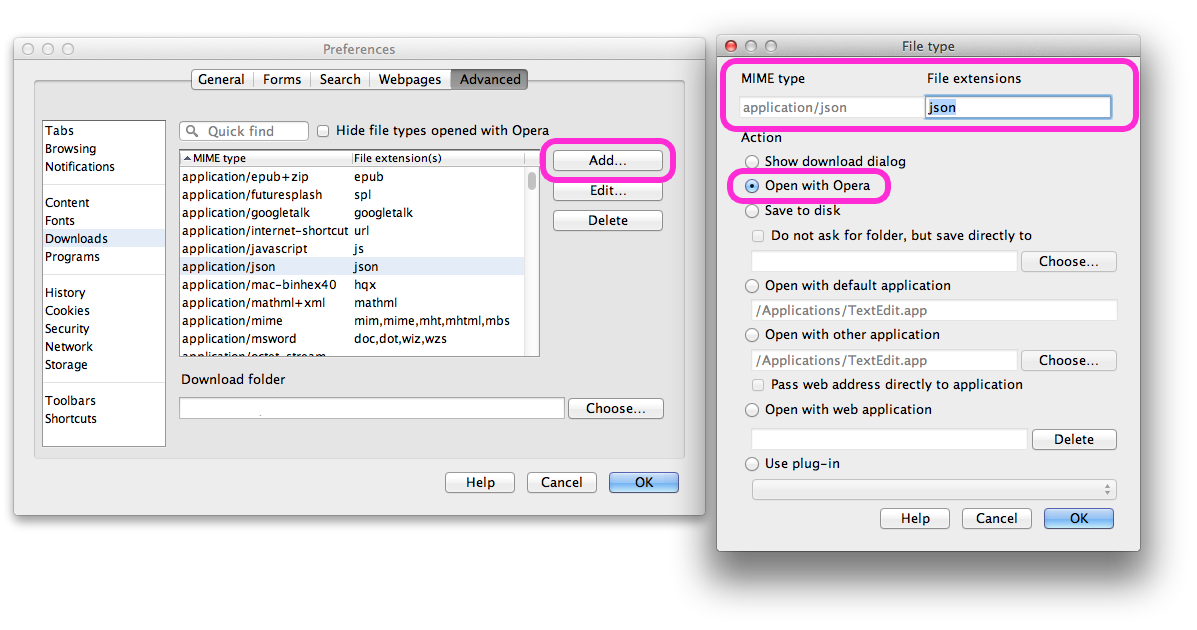 Preferences
General Forms Search Webpages Advanced
Tabs
Browsing
Notifications
Content
Fonts
Downloads
Programs
History
Cookies
Security
Network
Storage
Toolbars
Shortcuts
Quick find
Hide file types opened with Opera
MIME type File extension(s)
application/epub+zip epub
application/futuresplash spl
application/googletalk googletalk
application/internet-shortcut url
application/javascript js
application/json json
application/mac-binhex40 hqx
application/mathml+xml mathml
application/mime mim,mime,mht,mhtml,mbs
application/msword doc,dot,wiz,wzs
application/octet-stream
Add...
Edit...
Delete
Download folder
Choose...
Help Cancel OK
File type
MIME type File extensions
application/json json
Action
Show download dialog
Open with Opera
Save to disk
Do not ask for folder, but save directly to
Choose...
Open with default application
/Applications/TextEdit.app
Open with other application
/Applications/TextEdit.app Choose...
Pass web address directly to application
Open with web application
Delete
Use plug-in
Help Cancel OK